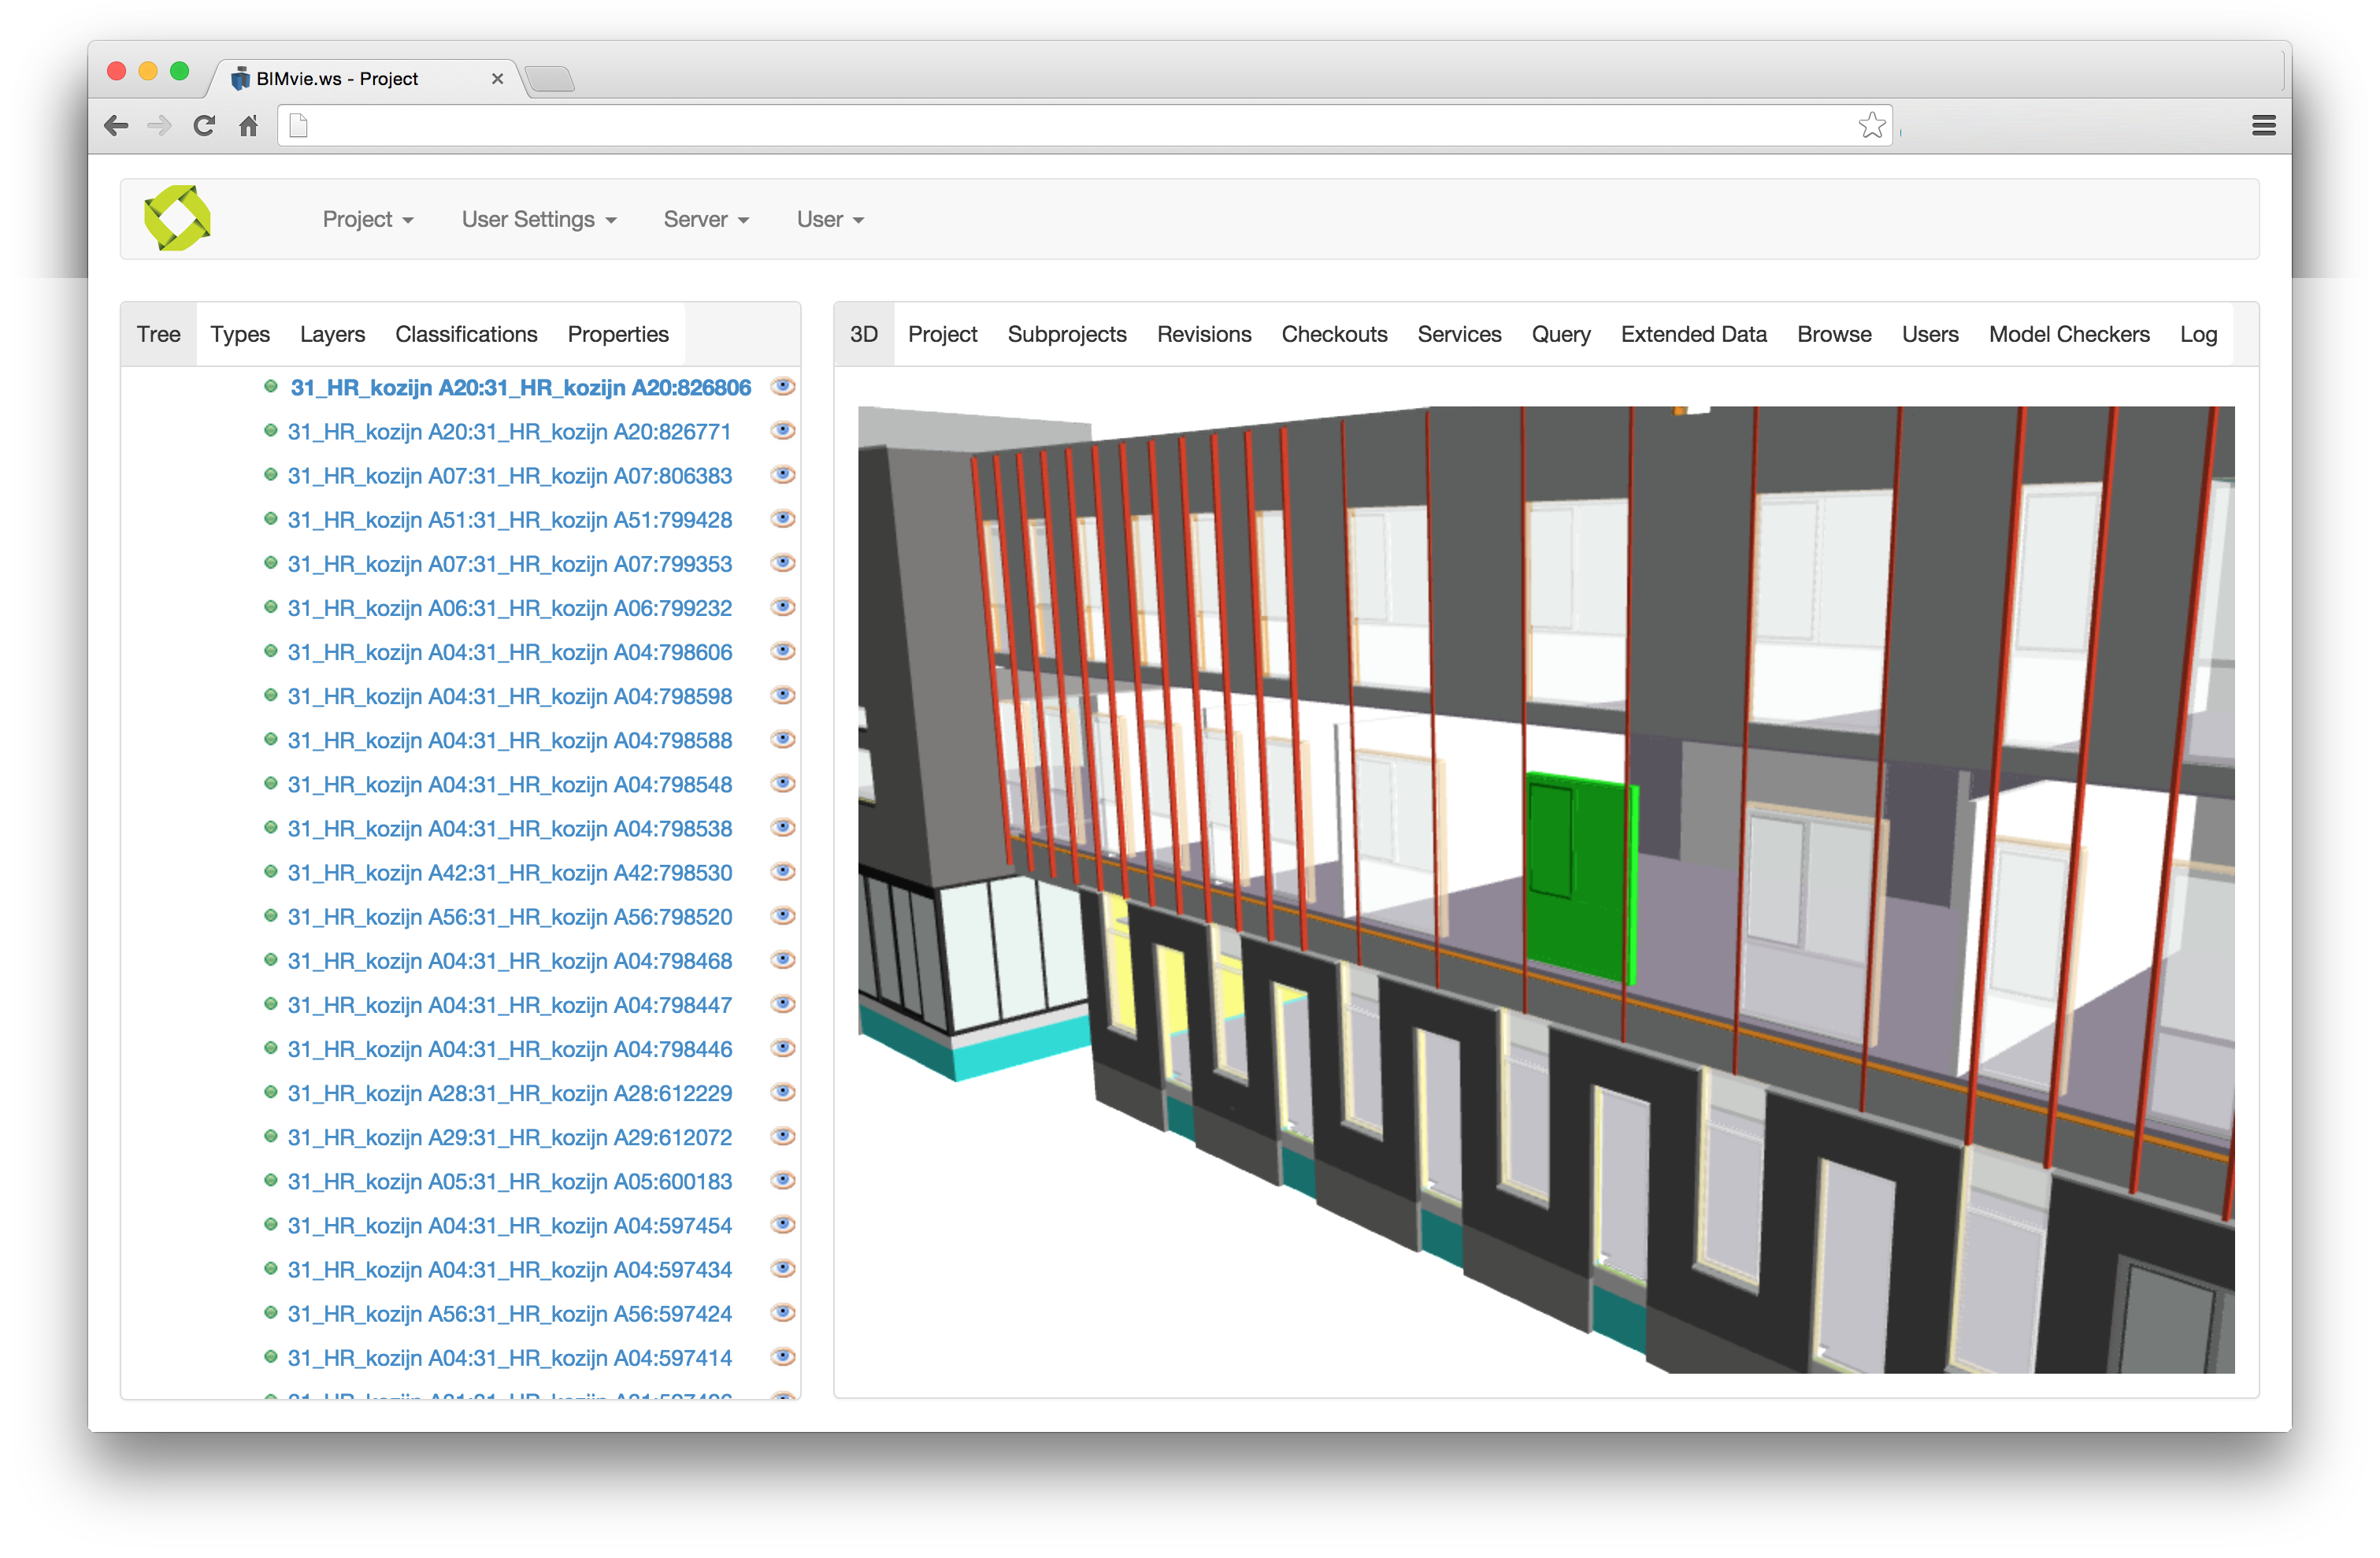 BIMvie.ws - Project
Project User Settings Server User
Tree Types Layers Classifications Properties
3D Project Subprojects Revisions Checkouts Services Query Extended Data Browse Users Model Checkers Log
31_HR_kozijn A20:31_HR_kozijn A20:826806
31_HR_kozijn A20:31_HR_kozijn A20:826771
31_HR_kozijn A07:31_HR_kozijn A07:806383
31_HR_kozijn A51:31_HR_kozijn A51:799428
31_HR_kozijn A07:31_HR_kozijn A07:799353
31_HR_kozijn A06:31_HR_kozijn A06:799232
31_HR_kozijn A04:31_HR_kozijn A04:798606
31_HR_kozijn A04:31_HR_kozijn A04:798598
31_HR_kozijn A04:31_HR_kozijn A04:798588
31_HR_kozijn A04:31_HR_kozijn A04:798548
31_HR_kozijn A04:31_HR_kozijn A04:798538
31_HR_kozijn A42:31_HR_kozijn A42:798530
31_HR_kozijn A56:31_HR_kozijn A56:798520
31_HR_kozijn A04:31_HR_kozijn A04:798468
31_HR_kozijn A04:31_HR_kozijn A04:798447
31_HR_kozijn A04:31_HR_kozijn A04:798446
31_HR_kozijn A28:31_HR_kozijn A28:612229
31_HR_kozijn A29:31_HR_kozijn A29:612072
31_HR_kozijn A05:31_HR_kozijn A05:600183
31_HR_kozijn A04:31_HR_kozijn A04:597454
31_HR_kozijn A04:31_HR_kozijn A04:597434
31_HR_kozijn A56:31_HR_kozijn A56:597424
31_HR_kozijn A04:31_HR_kozijn A04:597414